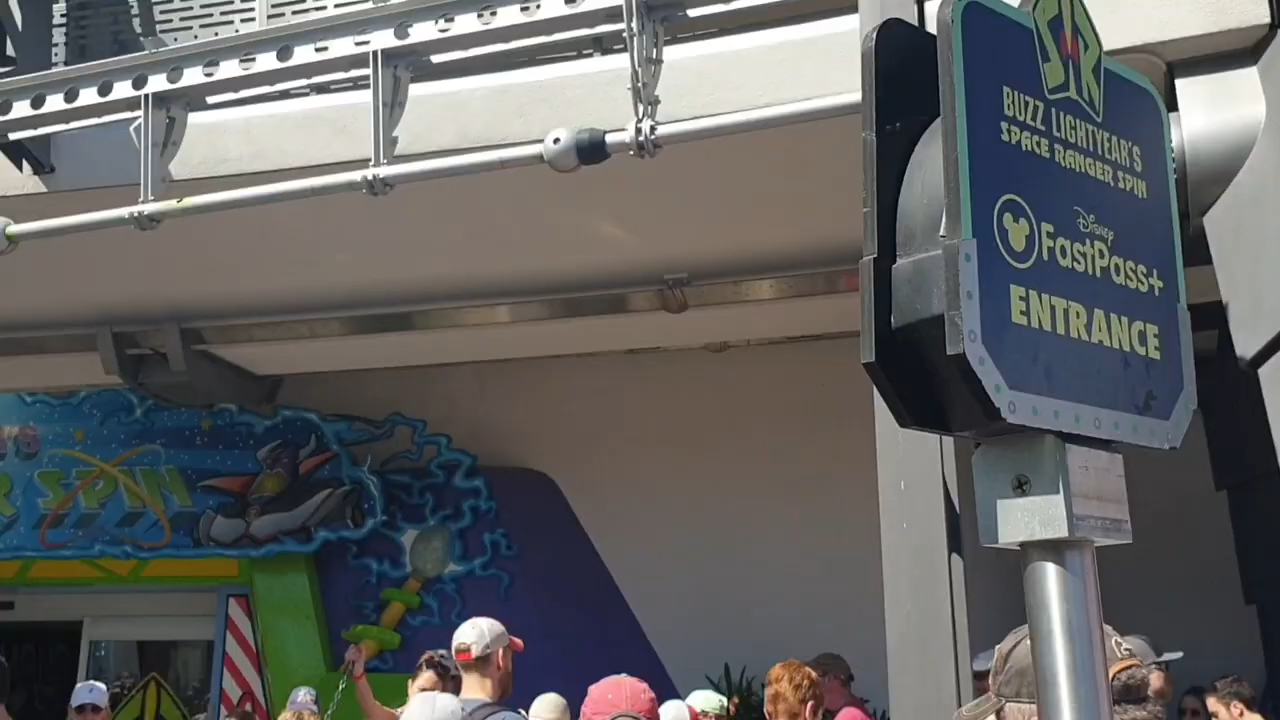 BUZZ LIGHTYEAR'S
SPACE RANGER SPIN
DISNEY
FastPass+
ENTRANCE
SPIN